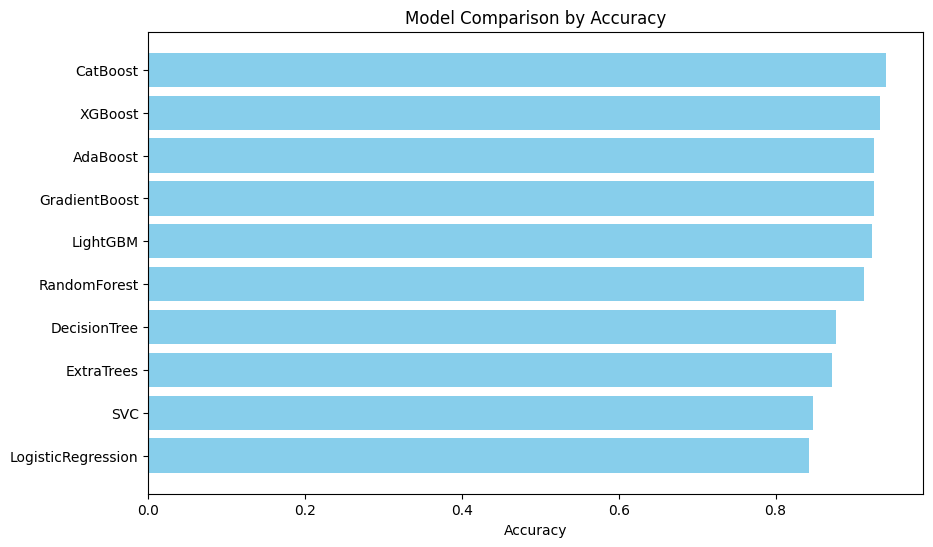 Model Comparison by Accuracy
CatBoost
XGBoost
AdaBoost
GradientBoost
LightGBM
RandomForest
DecisionTree
ExtraTrees
SVC
LogisticRegression
0.0 0.2 0.4 0.6 0.8
Accuracy